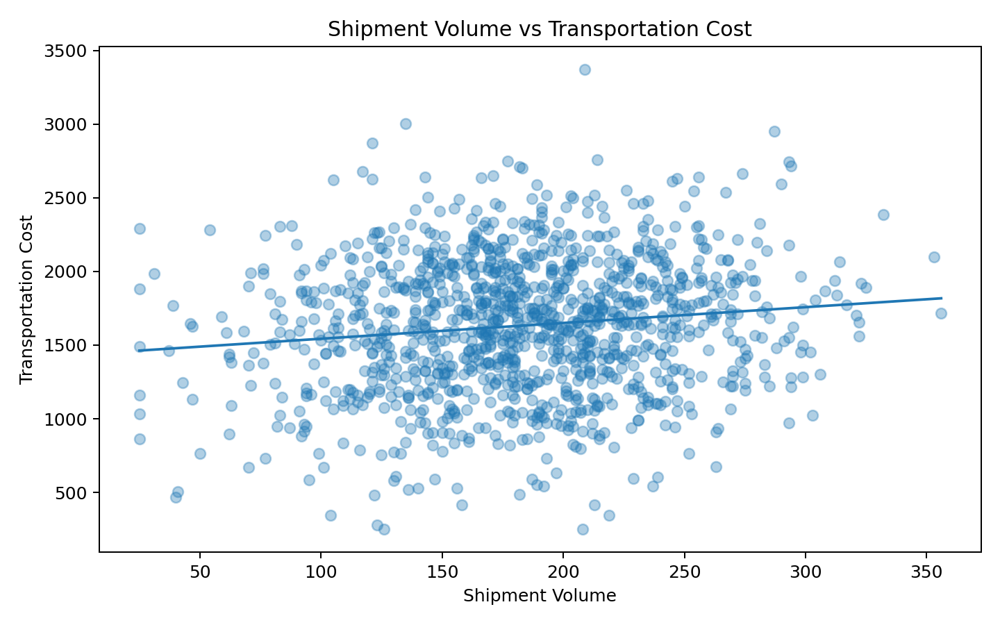 Shipment Volume vs Transportation Cost
3500
3000
2500
2000
1500
1000
500
Transportation Cost
50 100 150 200 250 300 350
Shipment Volume